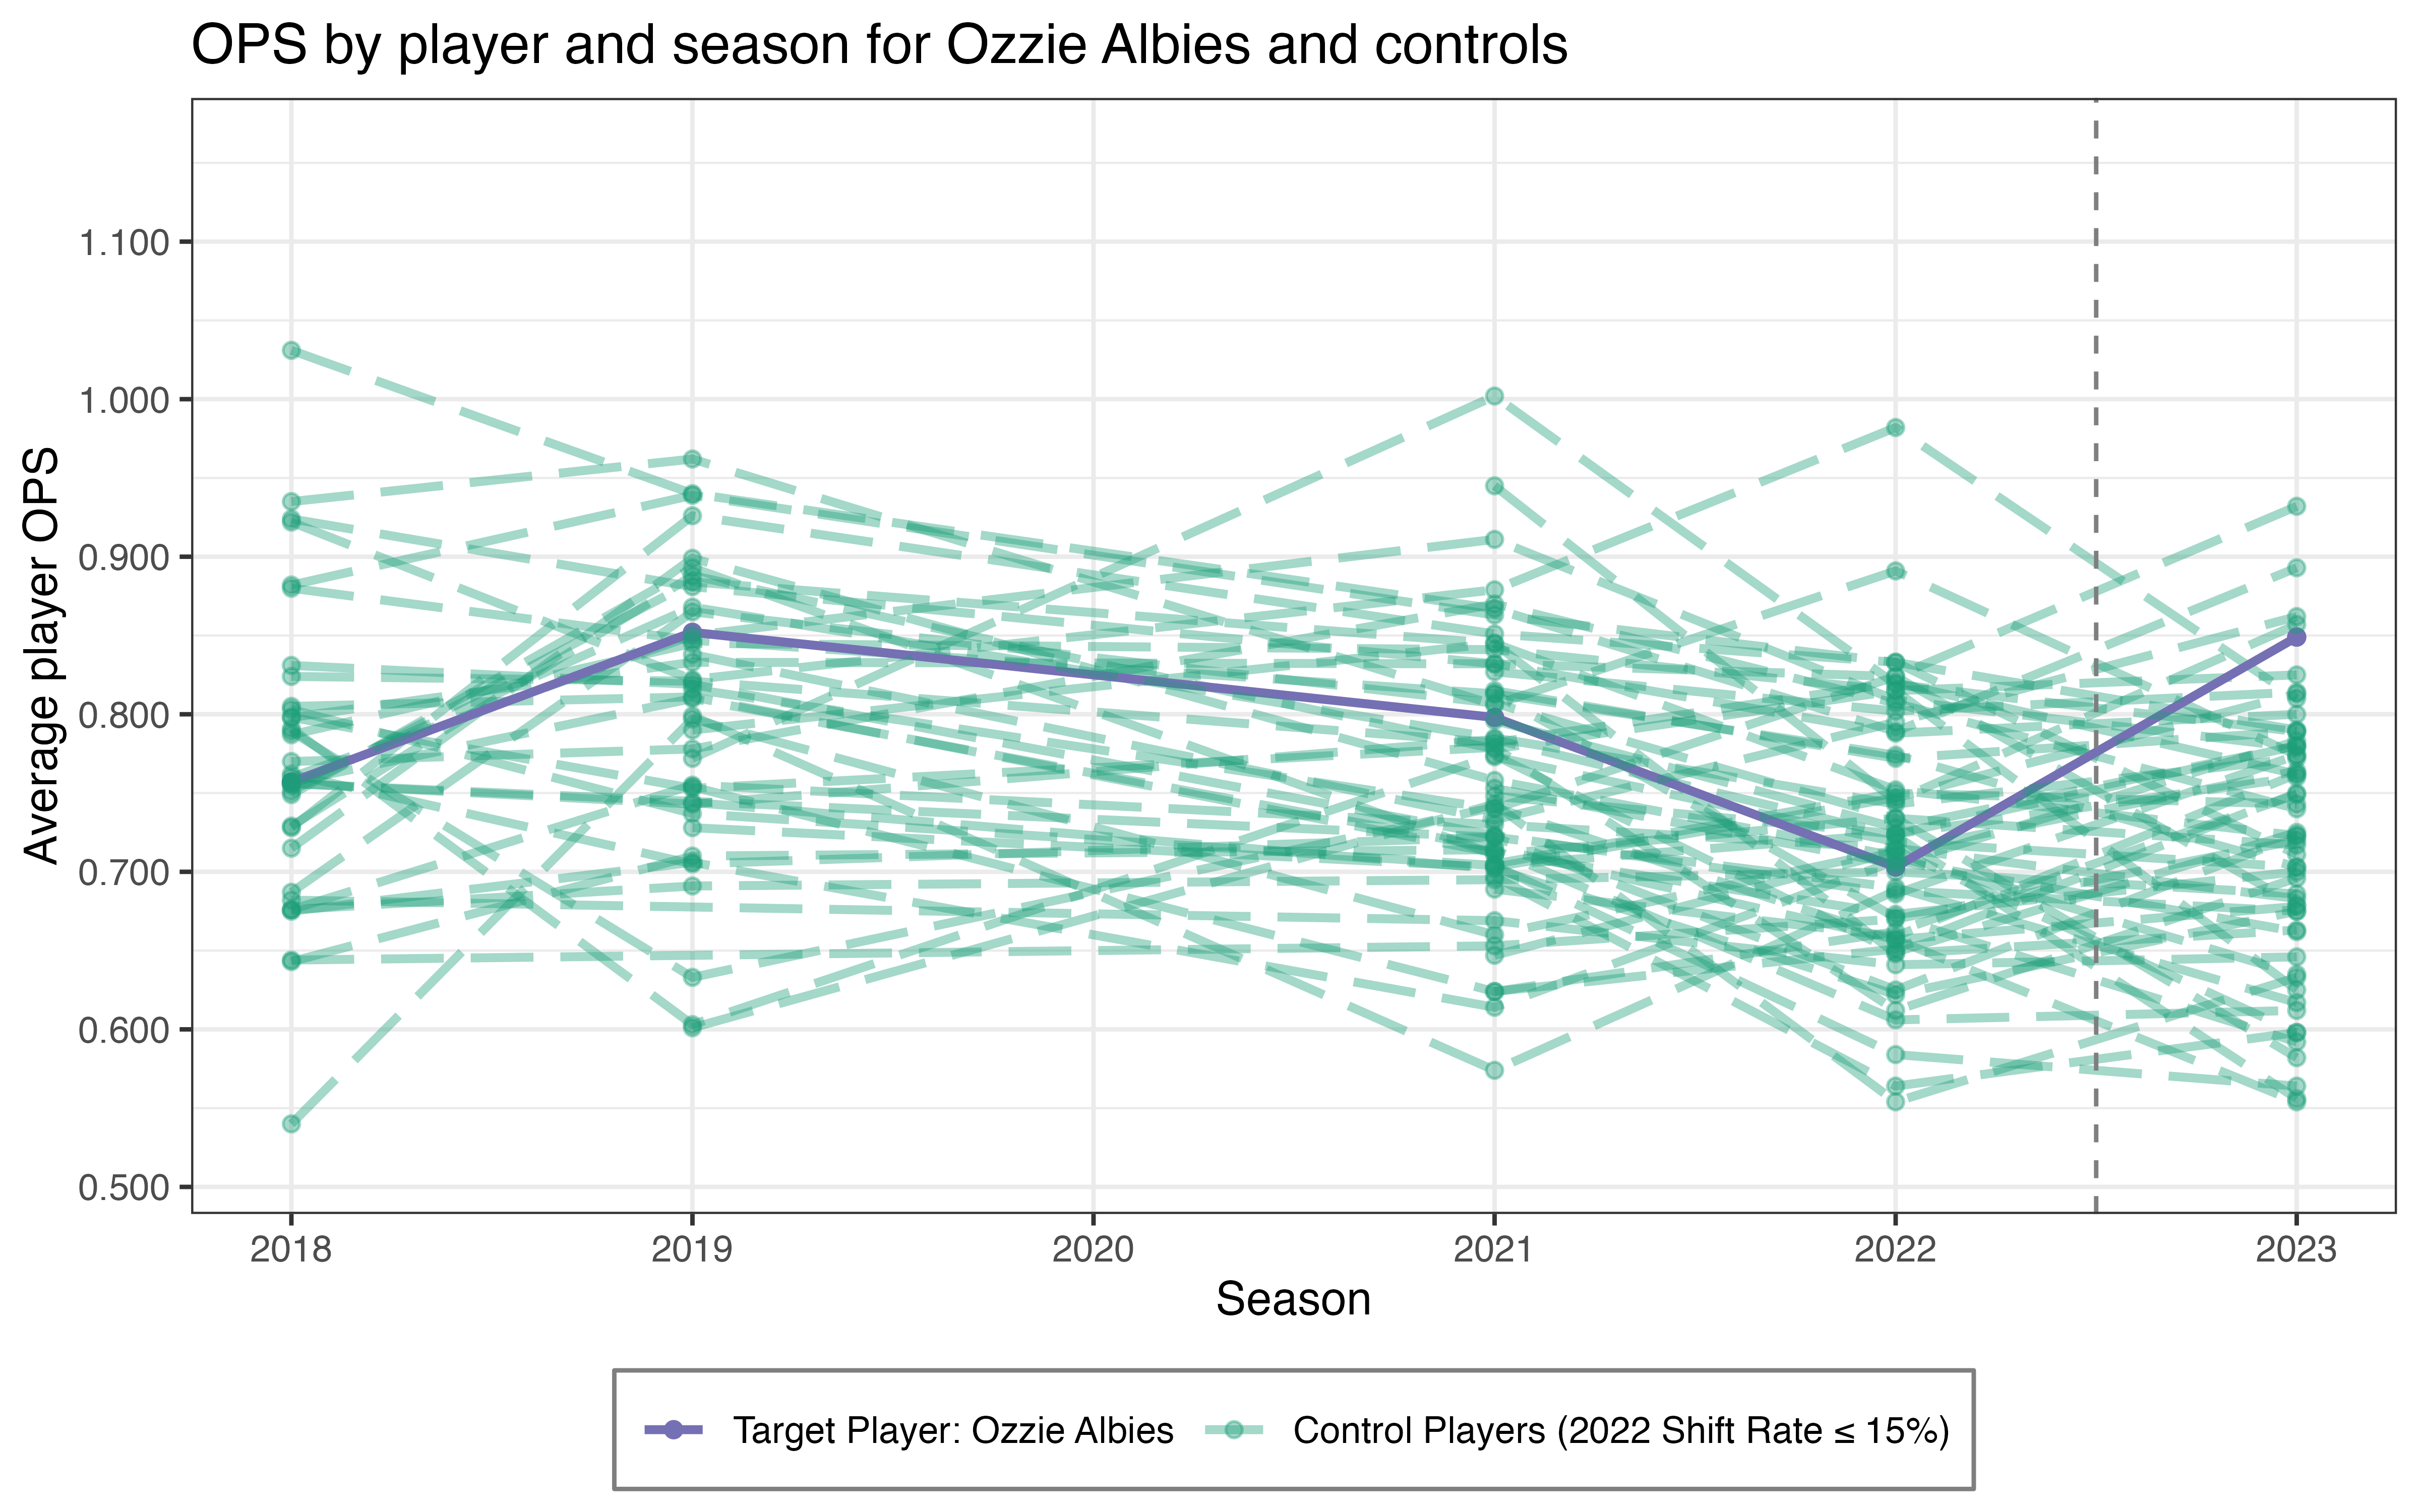 OPS by player and season for Ozzie Albies and controls
Average player OPS
1.100
1.000
0.900
0.800
0.700
0.600
0.500
2018 2019 2020 2021 2022 2023
Season
Target Player: Ozzie Albies Control Players (2022 Shift Rate ≤ 15%)